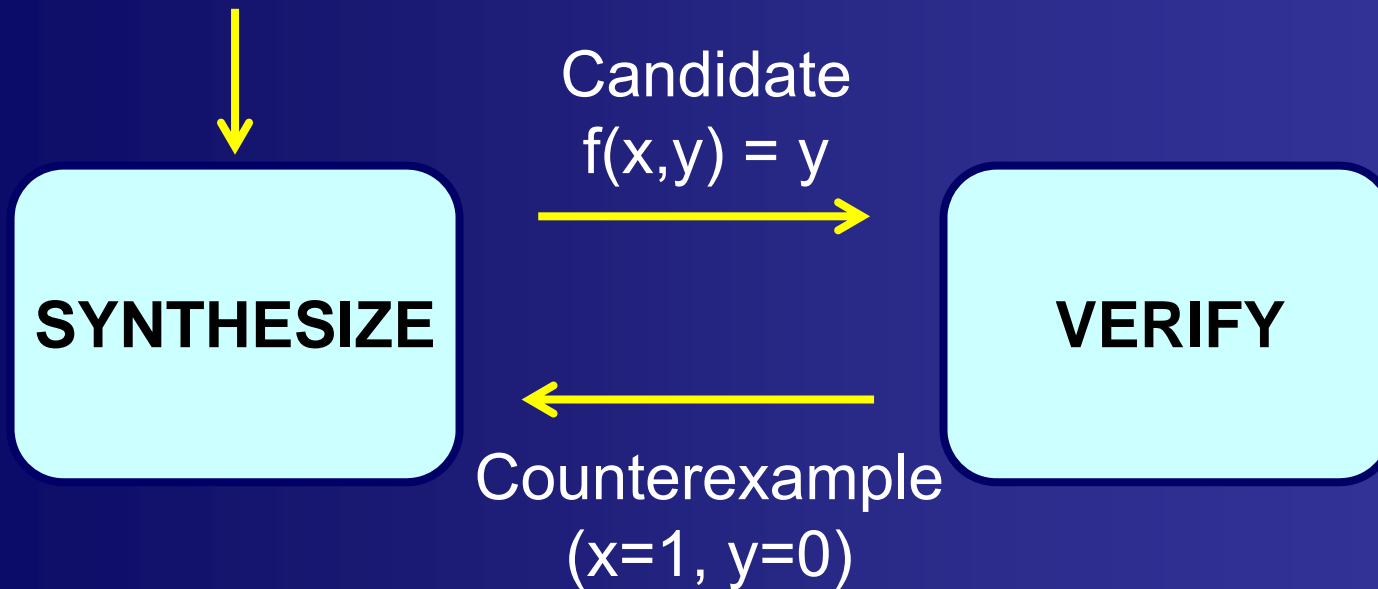 Candidate
f(x,y) = y
SYNTHESIZE
VERIFY
Counterexample
(x=1, y=0)